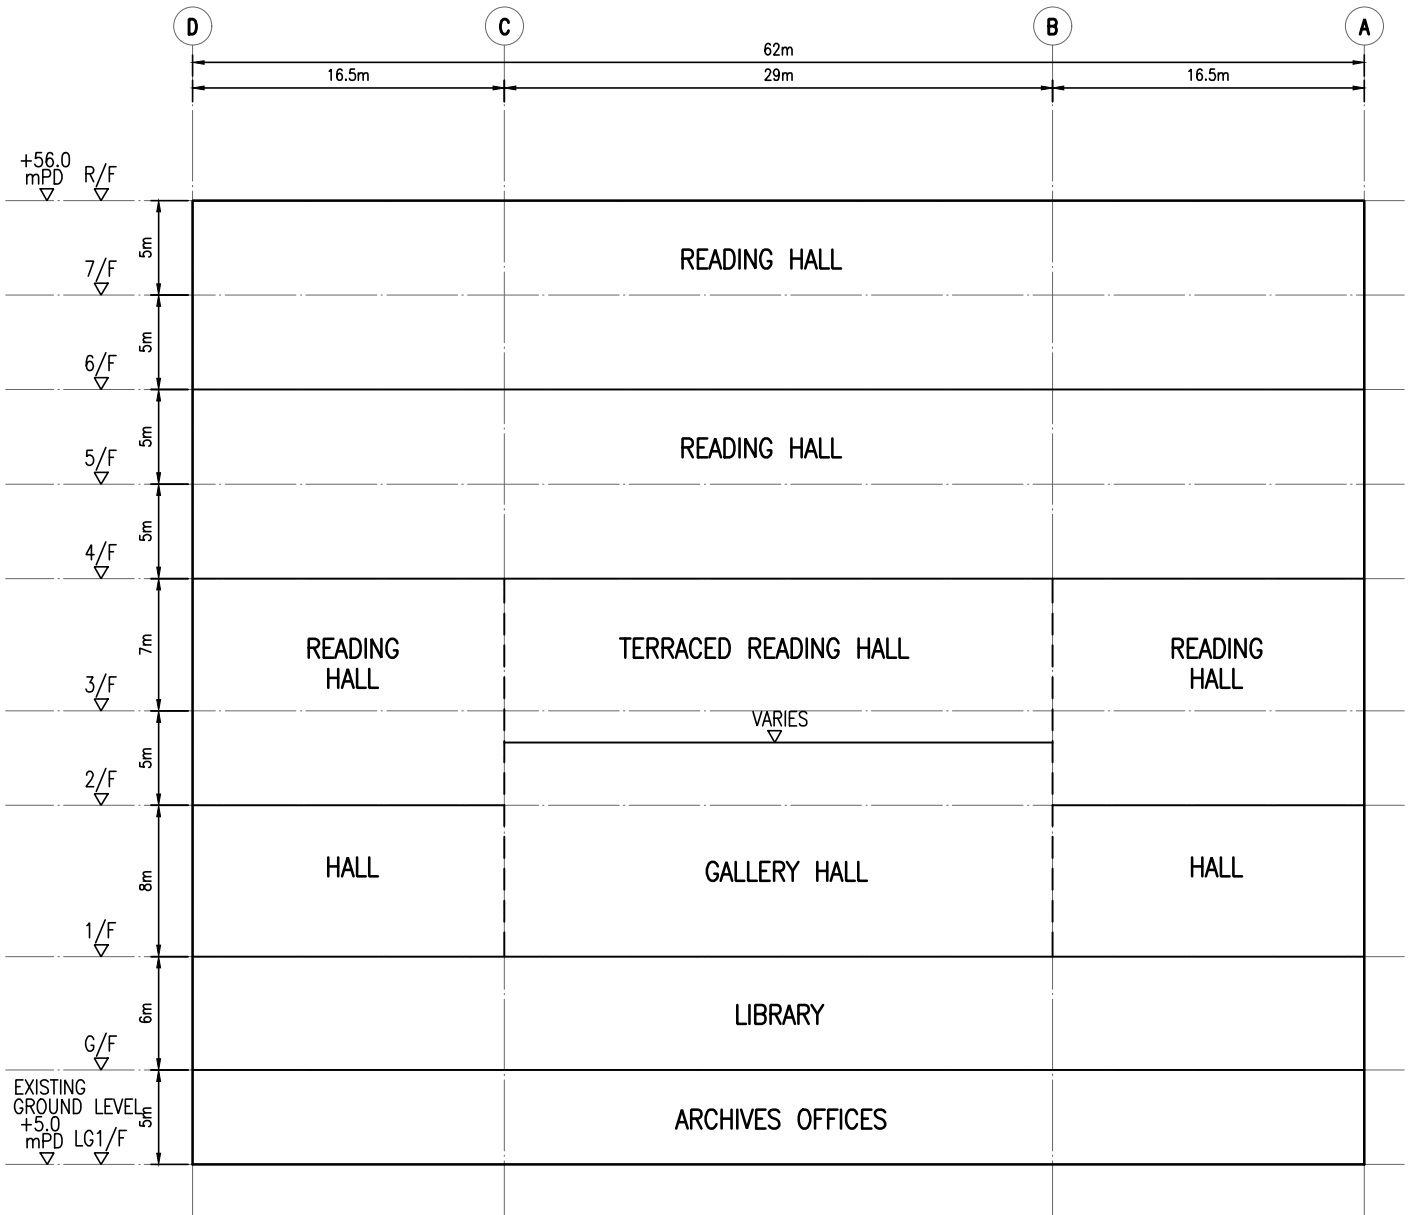 D
C
B
A
62m
16.5m
29m
16.5m
+56.0
mPD
R/F
5m
READING HALL
7/F
5m
6/F
5m
READING HALL
5/F
5m
4/F
7m
READING
HALL
TERRACED READING HALL
READING
HALL
3/F
VARIES
5m
2/F
8m
HALL
GALLERY HALL
HALL
1/F
6m
LIBRARY
G/F
EXISTING
GROUND LEVEL
+5.0
mPD
LG1/F
5m
ARCHIVES OFFICES